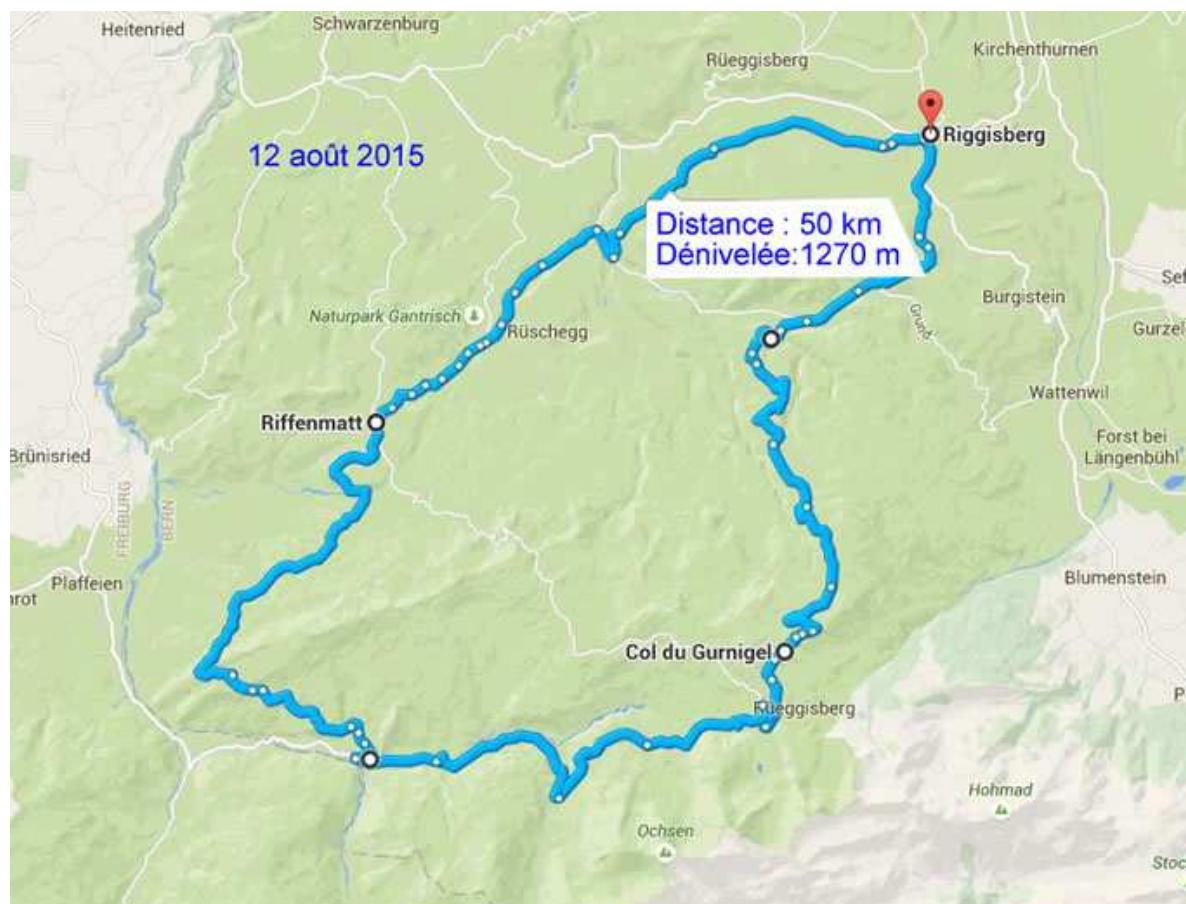 Heitenried
Schwarzenburg
Kirchenthurnen
Rüeggisberg
Riggisberg
12 août 2015
Distance : 50 km
Dénivelée:1270 m
Burgistein
Naturpark Gantrisch
Rüschegg
Grund
Wattenwil
Riffenmatt
Forst bei
Längenbühl
Brünisried
FREIBURG
BERN
Plaffeien
Blumenstein
Col du Gurnigel
Rüeggisberg
Hohmad
Ochsen